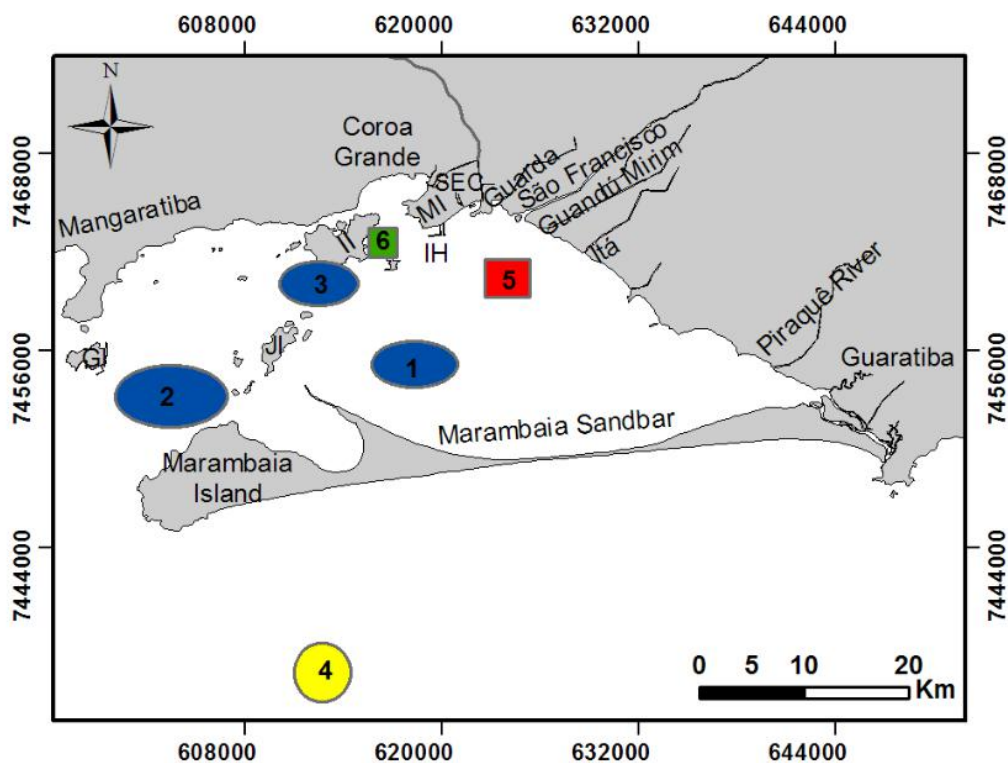 608000 620000 632000 644000
N
Coroa
Grande
7468000
7468000
SEC
Guarda
São Francisco
Guandú Mirim
MI
Mangaratiba
II
6
IH
Itá
3
5
Piraquê River
JI
GI
1
Guaratiba
7456000
7456000
2
Marambaia Sandbar
Marambaia
Island
7444000
7444000
4
0 5 10 20
Km
608000 620000 632000 644000